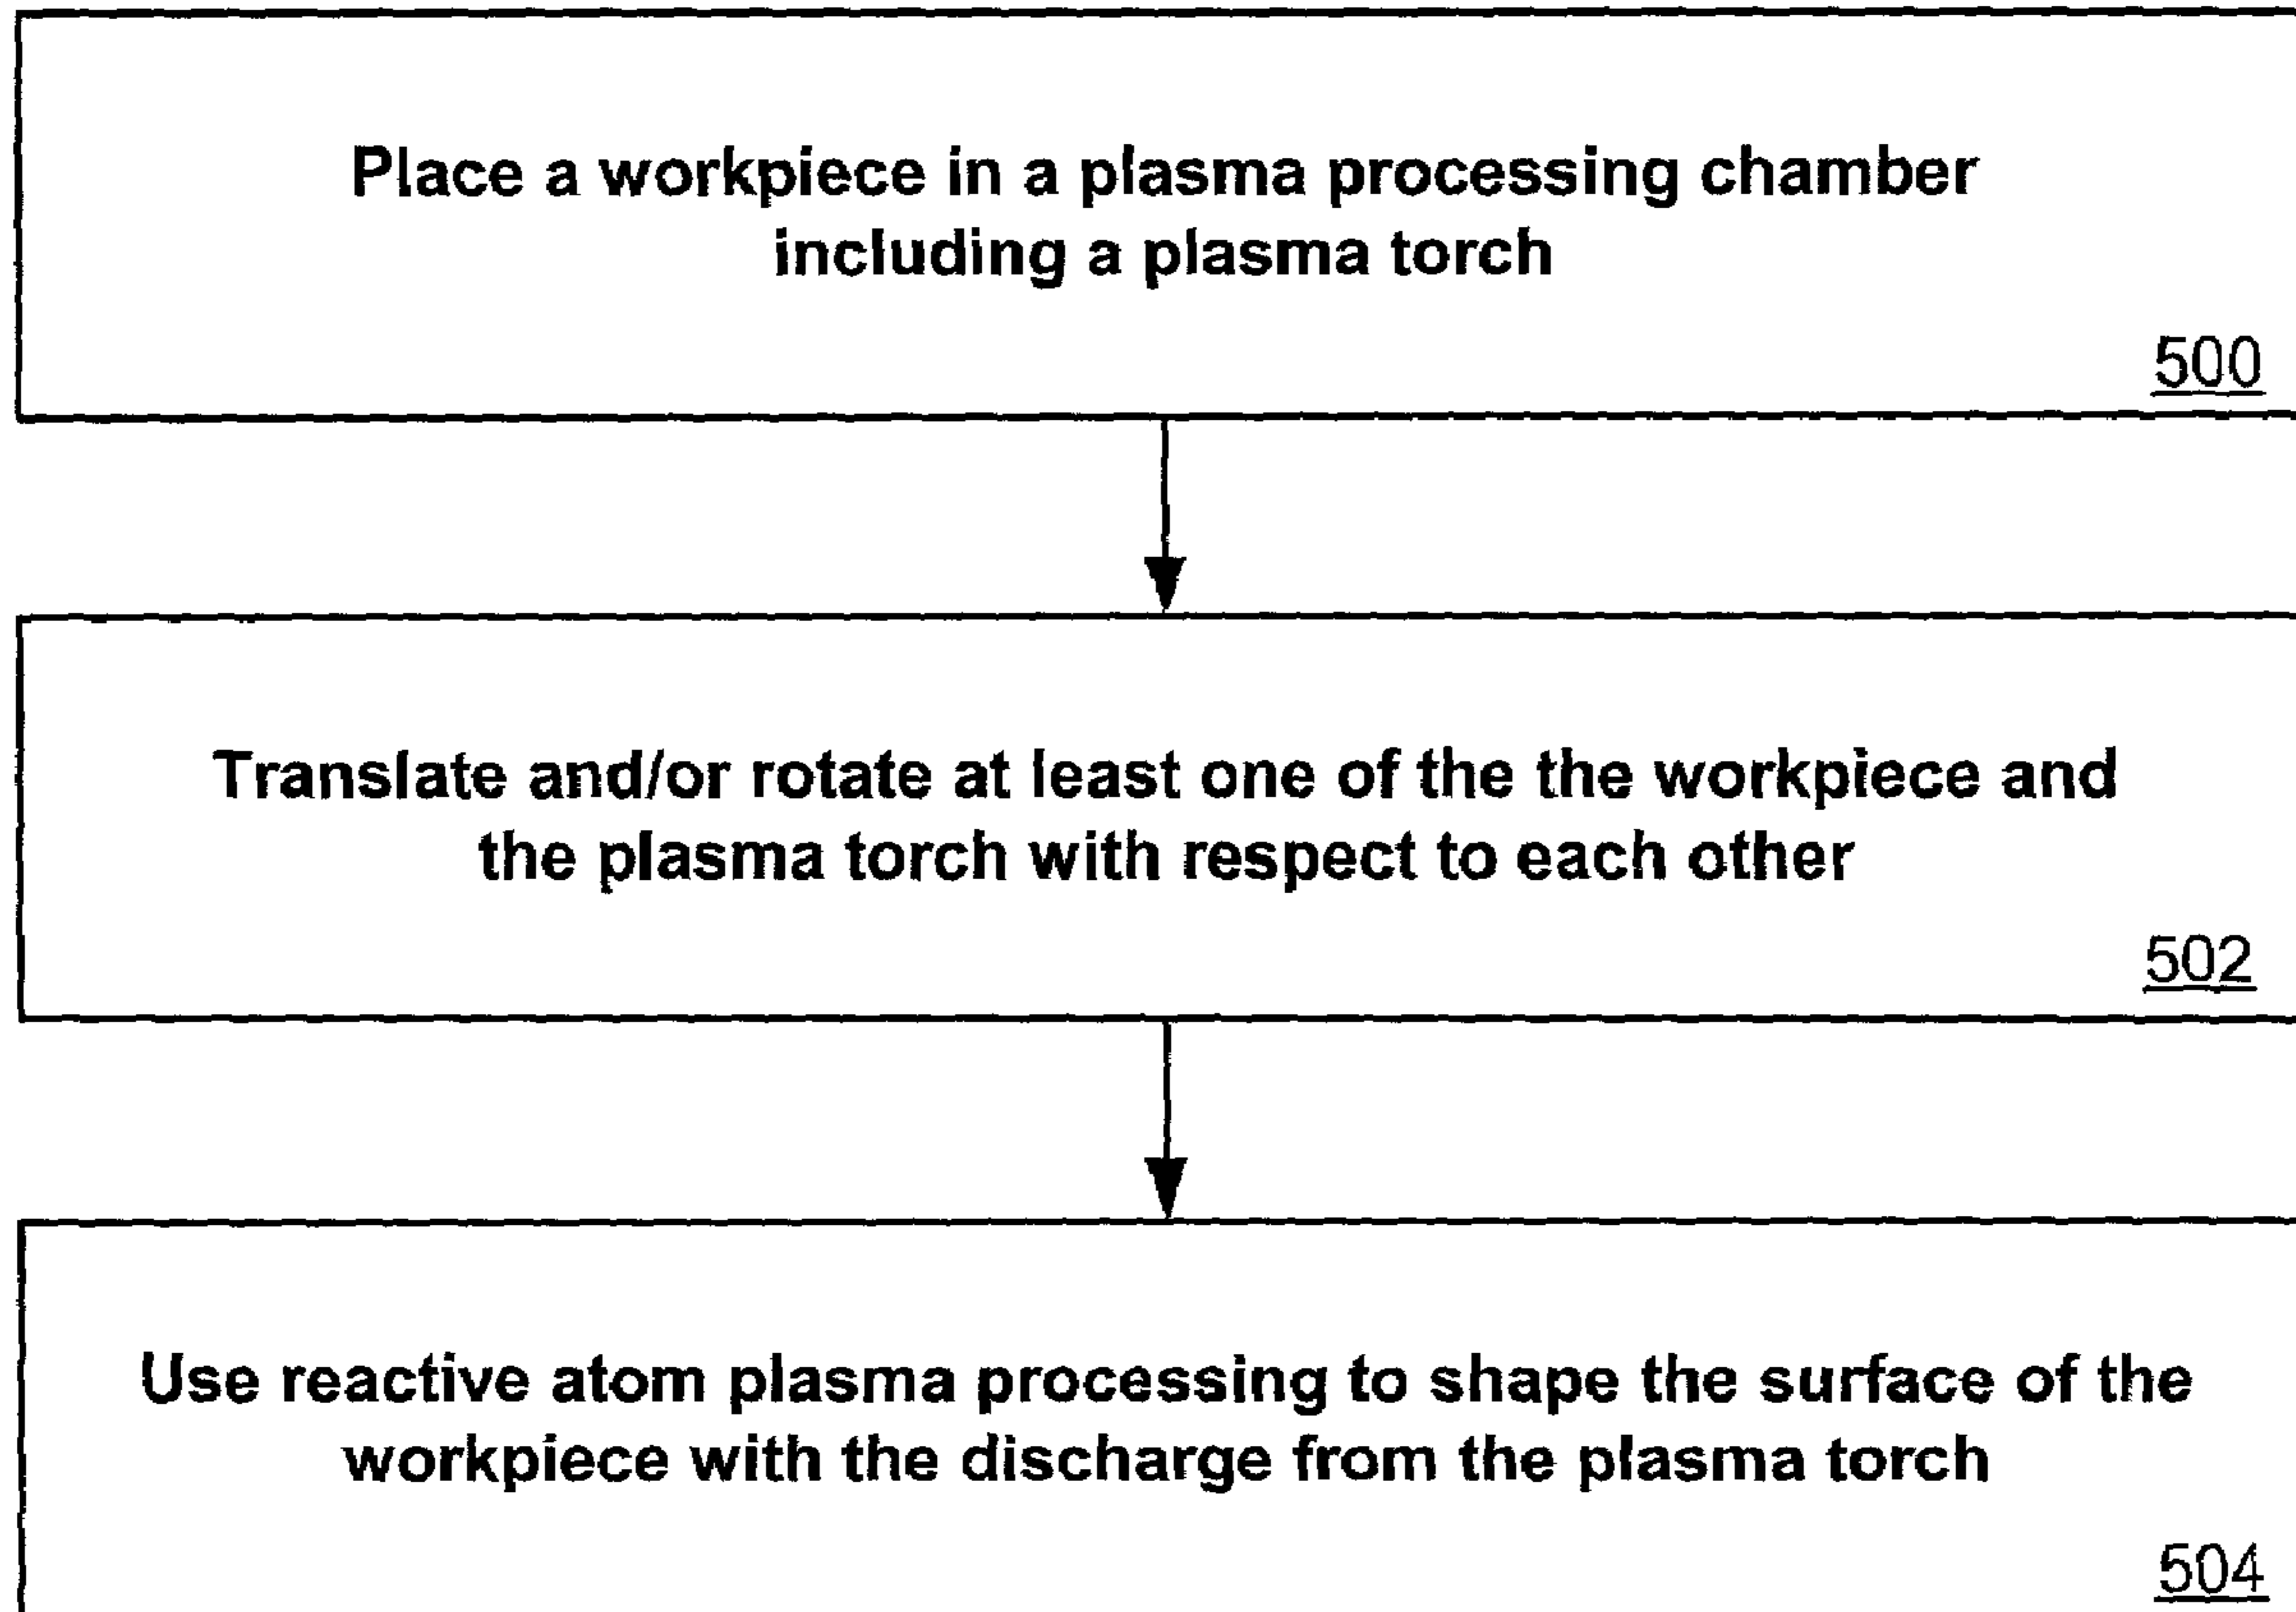 Place a workpiece in a plasma processing chamber
including a plasma torch
500
Translate and/or rotate at least one of the the workpiece and
the plasma torch with respect to each other
502
Use reactive atom plasma processing to shape the surface of the
workpiece with the discharge from the plasma torch
504